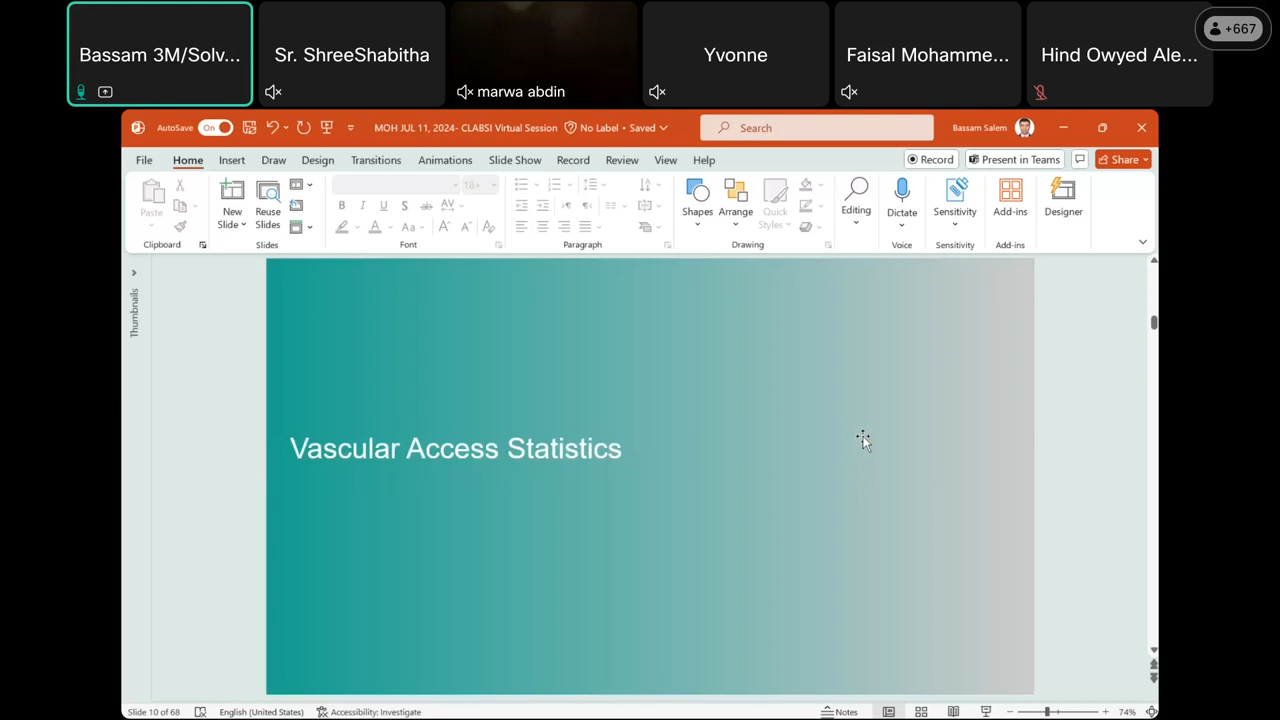 Bassam 3M/Solv...
Sr. ShreeShabitha
marwa abdin
Yvonne
Faisal Mohamme...
Hind Owyed Ale...
+667
AutoSave On
MOH JUL 11, 2024- CLABSI Virtual Session
No Label • Saved
Search
Bassam Salem
File Home Insert Draw Design Transitions Animations Slide Show Record Review View Help
Record
Present in Teams
Share
Paste
New Slide
Reuse Slides
18+
B I U S ab AV
A Aa A A A
Shapes
Arrange
Quick Styles
Editing
Dictate
Sensitivity
Add-ins
Designer
Clipboard
Slides
Font
Paragraph
Drawing
Voice
Sensitivity
Add-ins
Thumbnails
Vascular Access Statistics
Slide 10 of 68
English (United States)
Accessibility: Investigate
Notes
74%